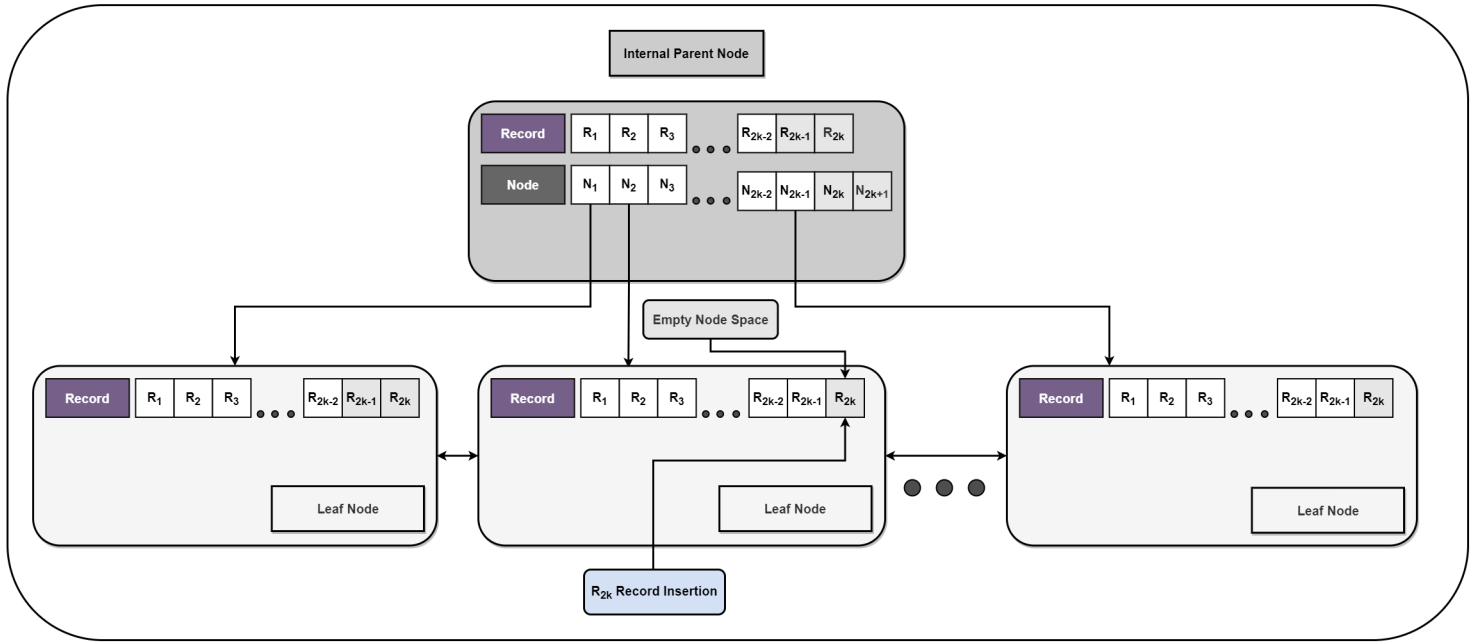 Internal Parent Node
Record R1 R2 R3 R2k-2 R2k-1 R2k
Node N1 N2 N3 N2k-2 N2k-1 N2k N2k+1
Empty Node Space
Record R1 R2 R3 R2k-2 R2k-1 R2k
Leaf Node
Record R1 R2 R3 R2k-2 R2k-1 R2k
Leaf Node
Record R1 R2 R3 R2k-2 R2k-1 R2k
Leaf Node
R2k Record Insertion